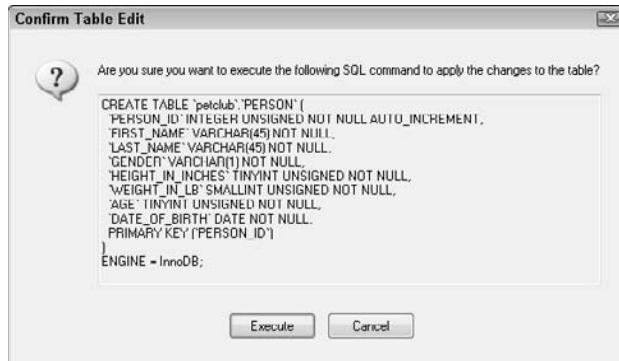 Confirm Table Edit
Are you sure you want to execute the following SQL command to apply the changes to the table?
CREATE TABLE `petclub`.`PERSON` (
`PERSON_ID` INTEGER UNSIGNED NOT NULL AUTO_INCREMENT,
`FIRST_NAME` VARCHAR(45) NOT NULL,
`LAST_NAME` VARCHAR(45) NOT NULL,
`GENDER` VARCHAR(1) NOT NULL,
`HEIGHT_IN_INCHES` TINYINT UNSIGNED NOT NULL,
`WEIGHT_IN_LB` SMALLINT UNSIGNED NOT NULL,
`AGE` TINYINT UNSIGNED NOT NULL,
`DATE_OF_BIRTH` DATE NOT NULL,
PRIMARY KEY (`PERSON_ID`)
)
ENGINE = InnoDB;
Execute Cancel